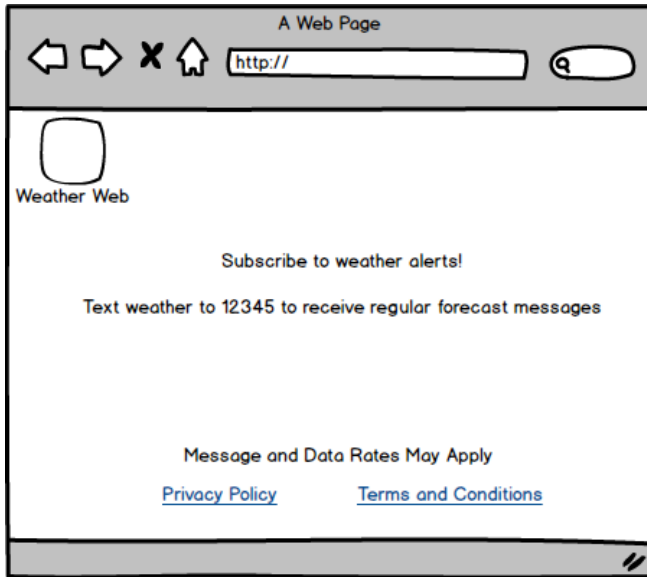 A Web Page
http://
Weather Web
Subscribe to weather alerts!
Text weather to 12345 to receive regular forecast messages
Message and Data Rates May Apply
Privacy Policy Terms and Conditions